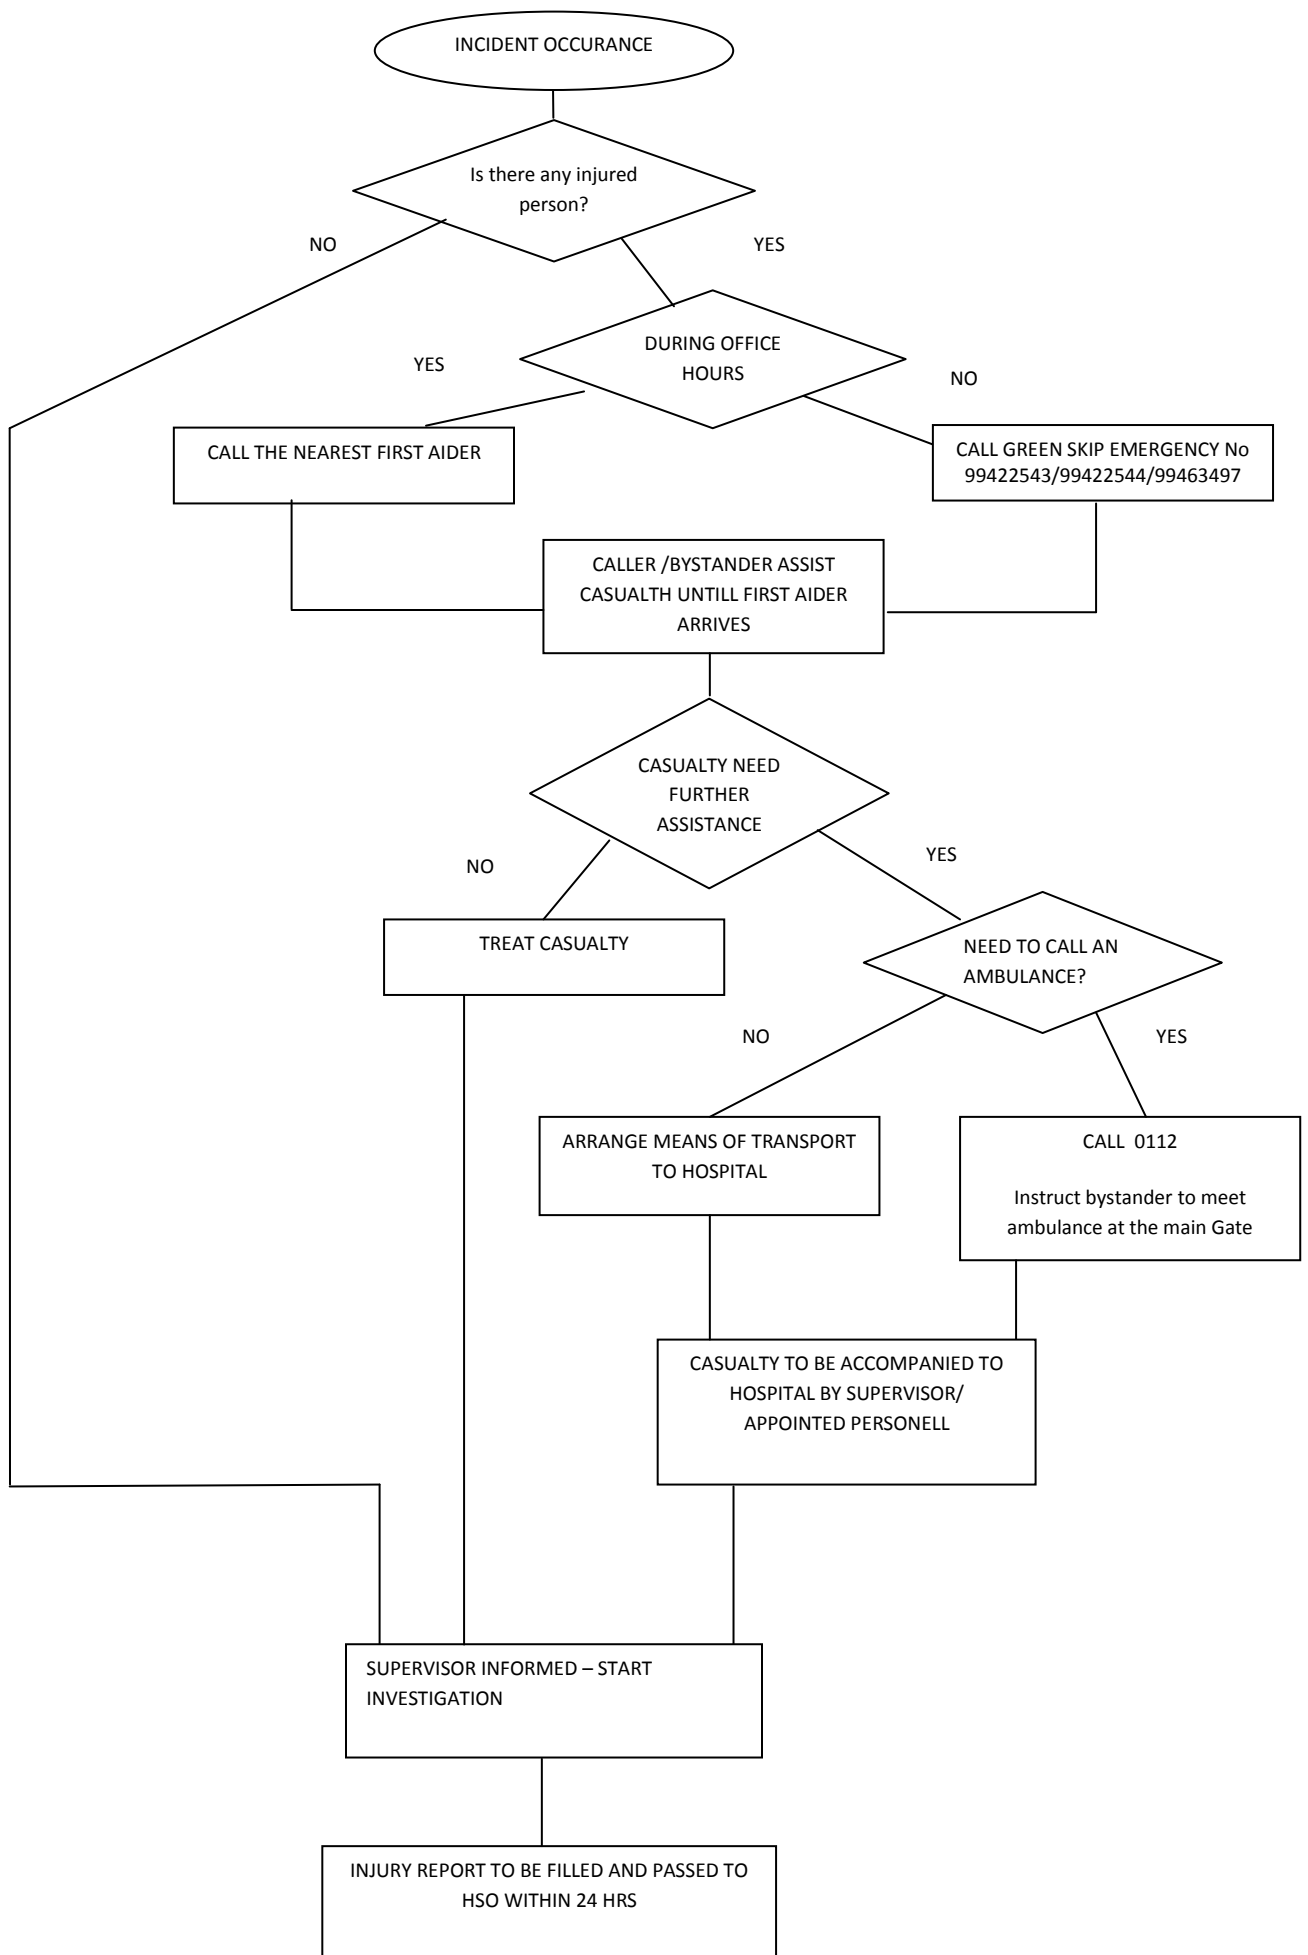 INCIDENT OCCURANCE
Is there any injured
person?
NO
YES
DURING OFFICE
HOURS
YES
NO
CALL THE NEAREST FIRST AIDER
CALL GREEN SKIP EMERGENCY No
99422543/99422544/99463497
CALLER /BYSTANDER ASSIST
CASUALTH UNTILL FIRST AIDER
ARRIVES
CASUALTY NEED
FURTHER
ASSISTANCE
NO
YES
TREAT CASUALTY
NEED TO CALL AN
AMBULANCE?
NO
YES
ARRANGE MEANS OF TRANSPORT
TO HOSPITAL
CALL  0112
Instruct bystander to meet
ambulance at the main Gate
CASUALTY TO BE ACCOMPANIED TO
HOSPITAL BY SUPERVISOR/
APPOINTED PERSONELL
SUPERVISOR INFORMED – START
INVESTIGATION
INJURY REPORT TO BE FILLED AND PASSED TO
HSO WITHIN 24 HRS